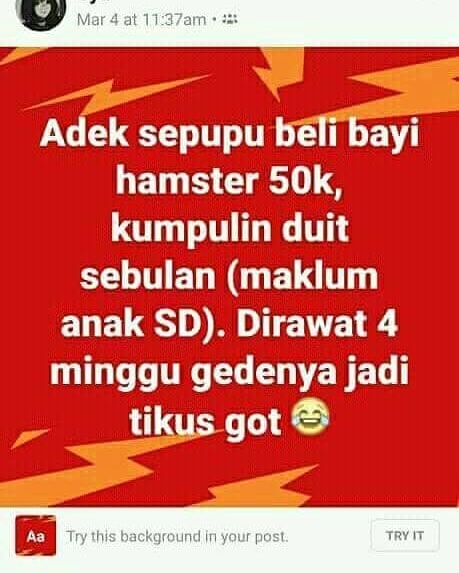 Mar 4 at 11:37am ·
Adek sepupu beli bayi
hamster 50k,
kumpulin duit
sebulan (maklum
anak SD). Dirawat 4
minggu gedenya jadi
tikus got 😂
Aa Try this background in your post. TRY IT